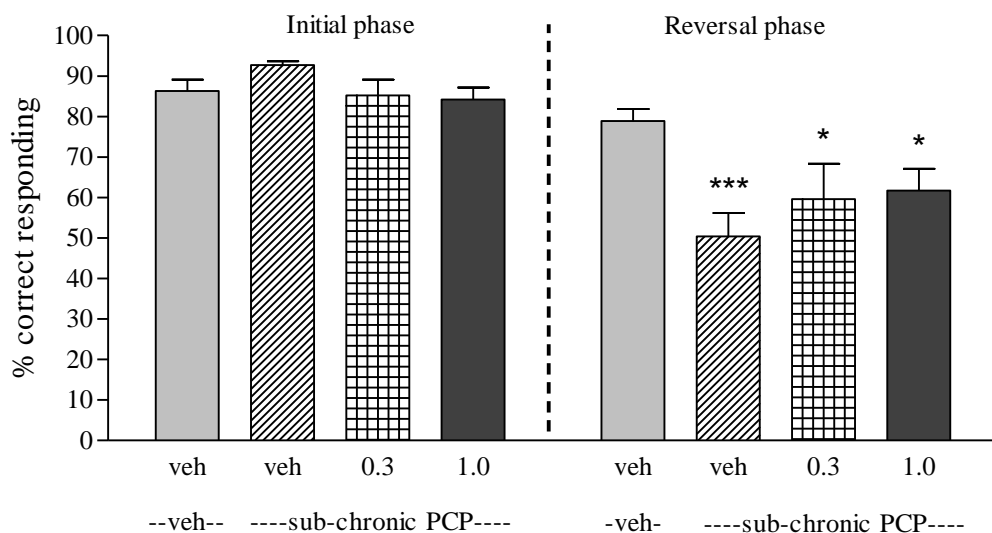 Initial phase
Reversal phase
% correct responding
100
90
80
70
60
50
40
30
20
10
0
*** * *
veh veh 0.3 1.0 veh veh 0.3 1.0
--veh-- ----sub-chronic PCP---- -veh- ----sub-chronic PCP----